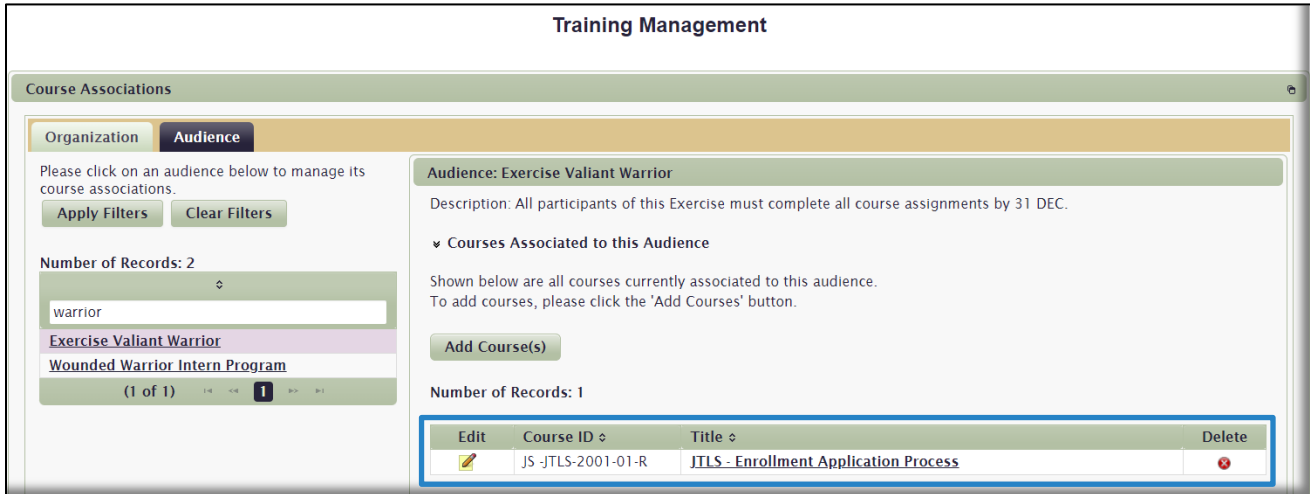 Training Management
Course Associations
Organization
Audience
Please click on an audience below to manage its
course associations.
Apply Filters
Clear Filters
Number of Records: 2
warrior
Exercise Valiant Warrior
Wounded Warrior Intern Program
(1 of 1)
1
Audience: Exercise Valiant Warrior
Description: All participants of this Exercise must complete all course assignments by 31 DEC.
Courses Associated to this Audience
Shown below are all courses currently associated to this audience.
To add courses, please click the 'Add Courses' button.
Add Course(s)
Number of Records: 1
Edit Course ID Title Delete
JS -JTLS-2001-01-R JTLS - Enrollment Application Process